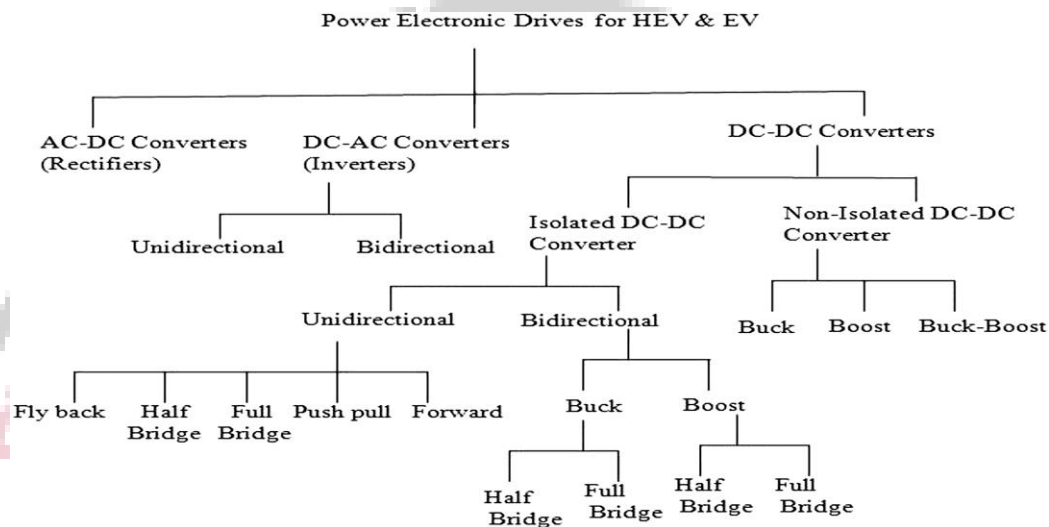 Power Electronic Drives for HEV & EV
AC-DC Converters
(Rectifiers)
DC-AC Converters
(Inverters)
DC-DC Converters
Unidirectional
Bidirectional
Isolated DC-DC
Converter
Non-Isolated DC-DC
Converter
Unidirectional
Bidirectional
Buck
Boost
Buck-Boost
Fly back
Half
Bridge
Full
Bridge
Push pull
Forward
Buck
Boost
Half
Bridge
Full
Bridge
Half
Bridge
Full
Bridge